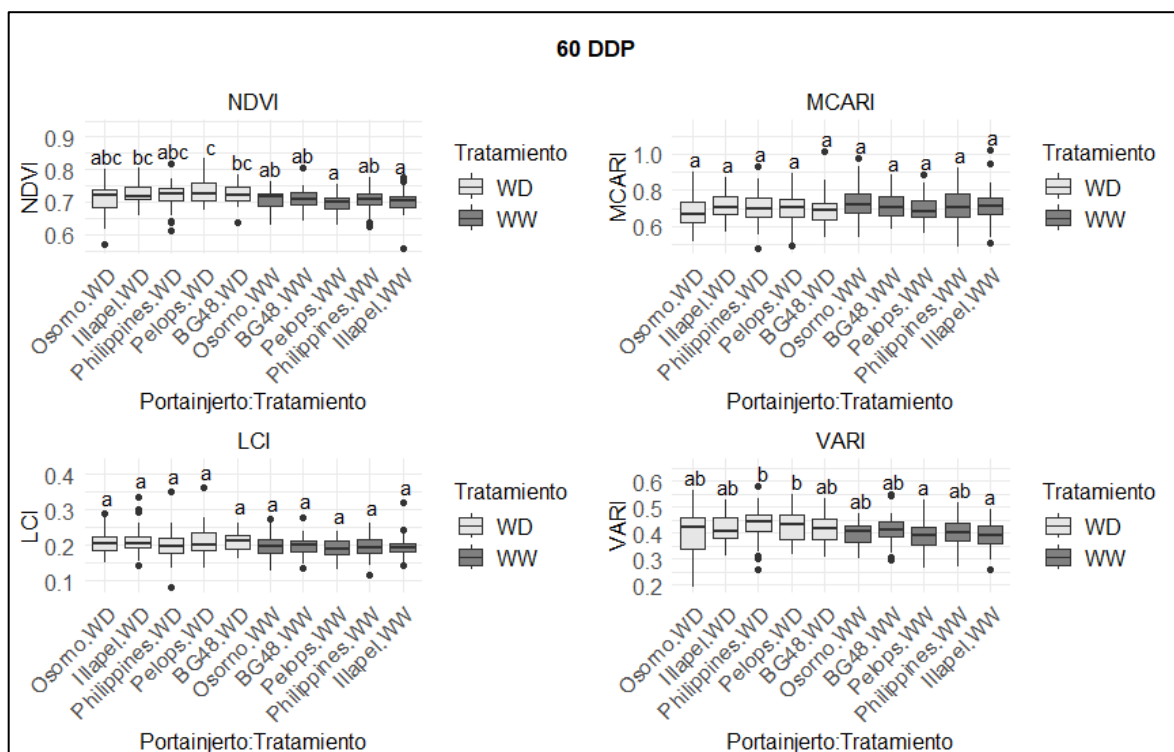 60 DDP
NDVI
NDVI
0.9
0.8
0.7
0.6
abc
bc
abc
c
bc
ab
ab
a
ab
a
Osorno.WD
Illapel.WD
Philippines.WD
Pelops.WD
BG48.WD
Osorno.WW
BG48.WW
Pelops.WW
Philippines.WW
Illapel.WW
Portainjerto:Tratamiento
Tratamiento
WD
WW
MCARI
MCARI
1.0
0.8
0.6
a
a
a
a
a
a
a
a
a
a
Osorno.WD
Illapel.WD
Philippines.WD
Pelops.WD
BG48.WD
Osorno.WW
BG48.WW
Pelops.WW
Philippines.WW
Illapel.WW
Portainjerto:Tratamiento
Tratamiento
WD
WW
LCI
LCI
0.4
0.3
0.2
0.1
a
a
a
a
a
a
a
a
a
a
Osorno.WD
Illapel.WD
Philippines.WD
Pelops.WD
BG48.WD
Osorno.WW
BG48.WW
Pelops.WW
Philippines.WW
Illapel.WW
Portainjerto:Tratamiento
Tratamiento
WD
WW
VARI
VARI
0.6
0.5
0.4
0.3
0.2
ab
ab
b
b
ab
ab
ab
a
ab
a
Osorno.WD
Illapel.WD
Philippines.WD
Pelops.WD
BG48.WD
Osorno.WW
BG48.WW
Pelops.WW
Philippines.WW
Illapel.WW
Portainjerto:Tratamiento
Tratamiento
WD
WW